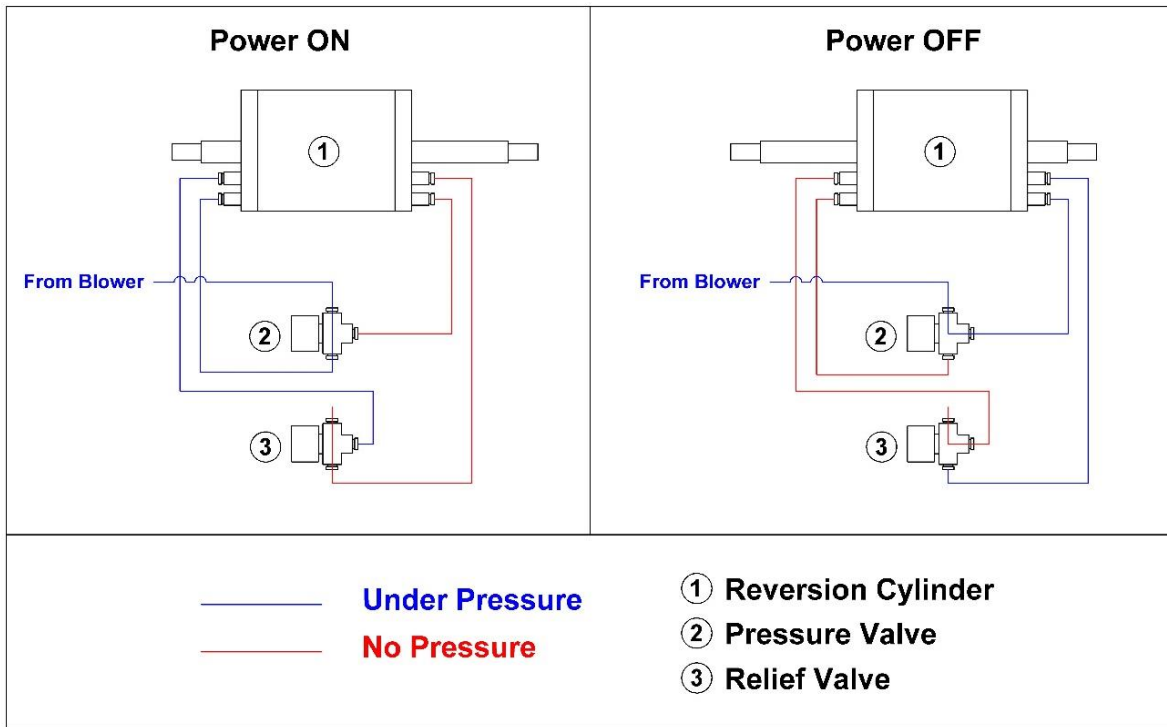 Power ON
1
From Blower
2
3
Power OFF
1
From Blower
2
3
Under Pressure
No Pressure
1 Reversion Cylinder
2 Pressure Valve
3 Relief Valve